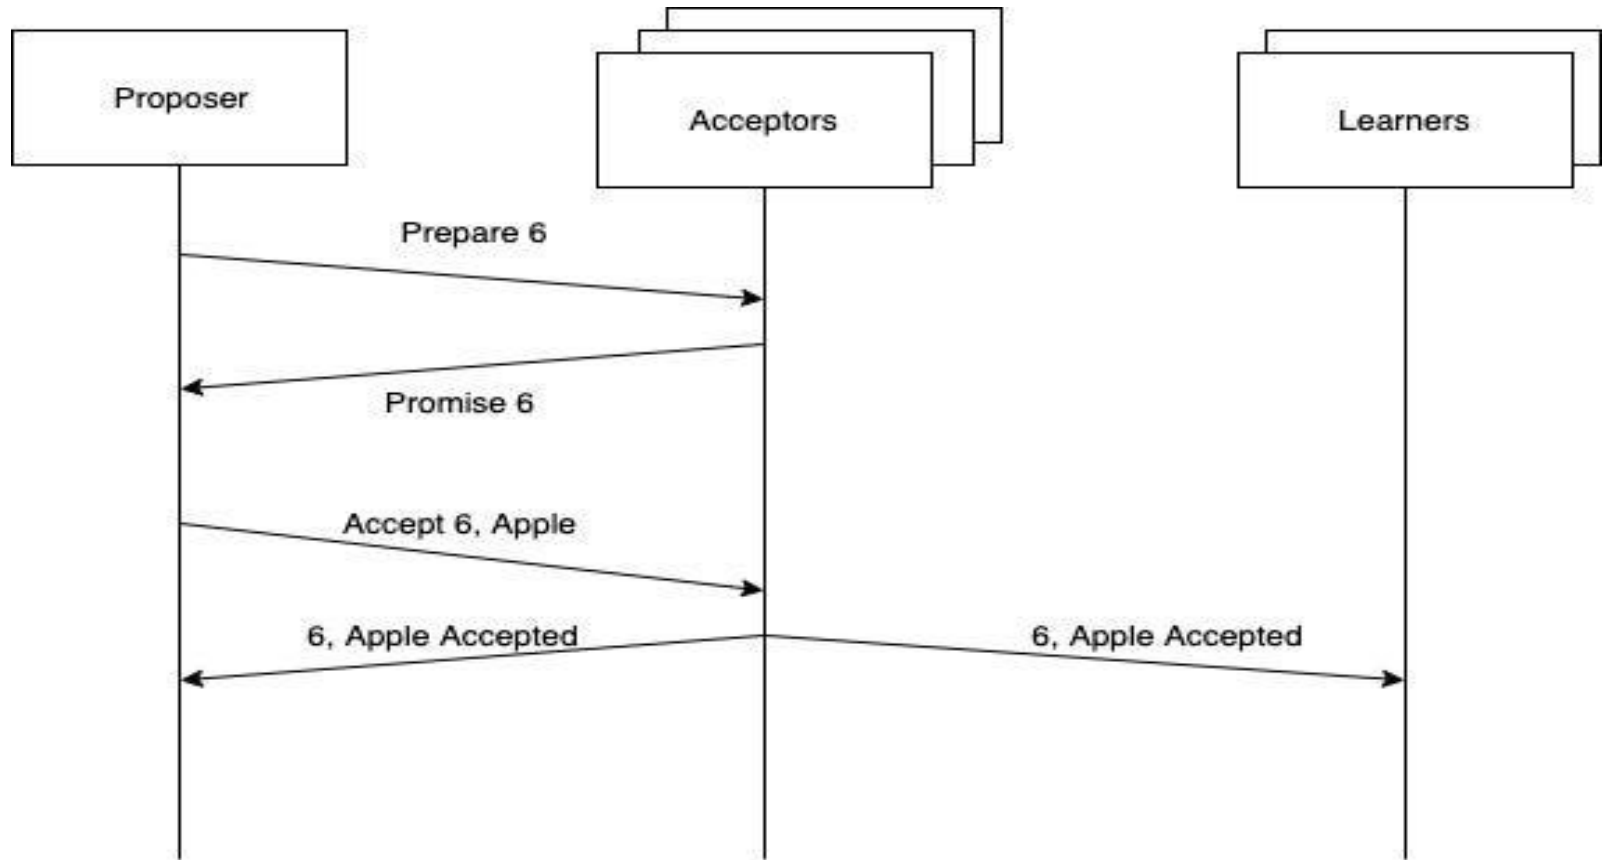 Proposer
Acceptors
Learners
Prepare 6
Promise 6
Accept 6, Apple
6, Apple Accepted
6, Apple Accepted